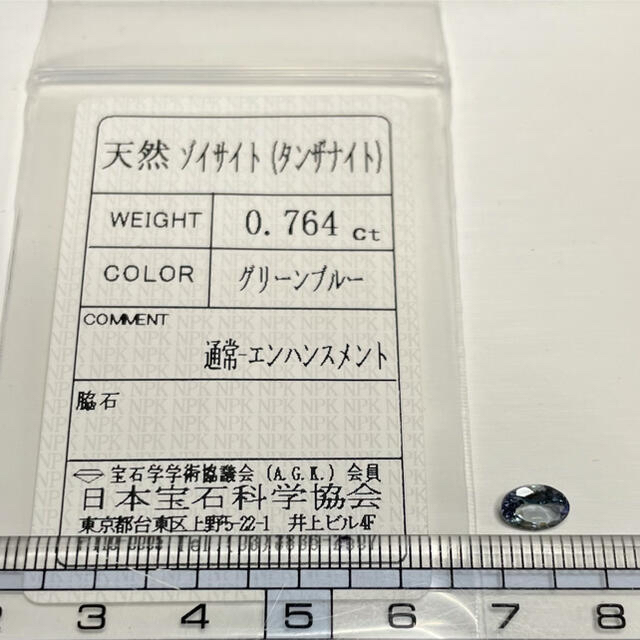 天然 ゾイサイト (タンザナイト)
WEIGHT 0.764 ct
COLOR グリーンブルー
COMMENT
通常-エンハンスメント
脇石
宝石学学術協議会 (A.G.K.) 会員
日本宝石科学協会
東京都台東区上野5-22-1 井上ビル4F
2 3 4 5 6 7 8